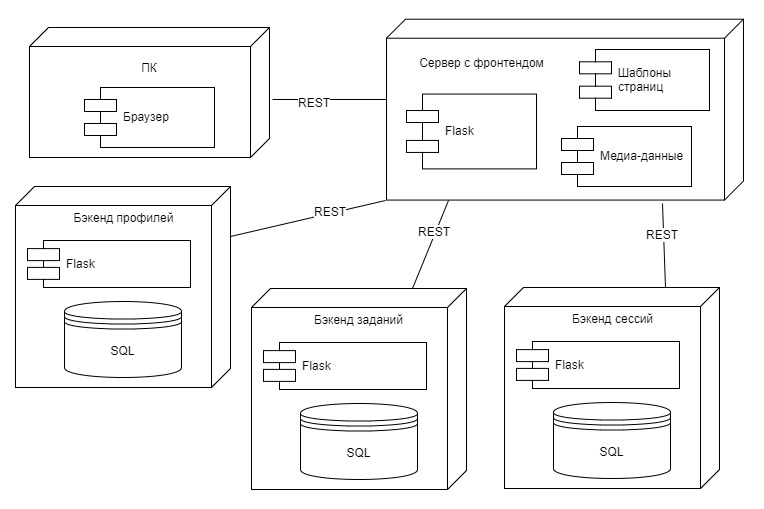 ПК
Браузер
REST
Сервер с фронтендом
Flask
Шаблоны
страниц
Медиа-данные
REST
REST
REST
Бэкенд профилей
Flask
SQL
Бэкенд заданий
Flask
SQL
Бэкенд сессий
Flask
SQL